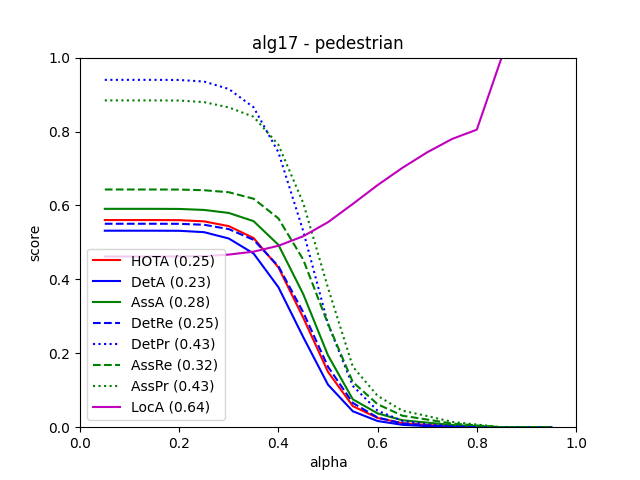 alg17 - pedestrian
score
1.0
0.8
0.6
0.4
0.2
0.0
HOTA (0.25)
DetA (0.23)
AssA (0.28)
DetRe (0.25)
DetPr (0.43)
AssRe (0.32)
AssPr (0.43)
LocA (0.64)
0.0 0.2 0.4 0.6 0.8 1.0
alpha